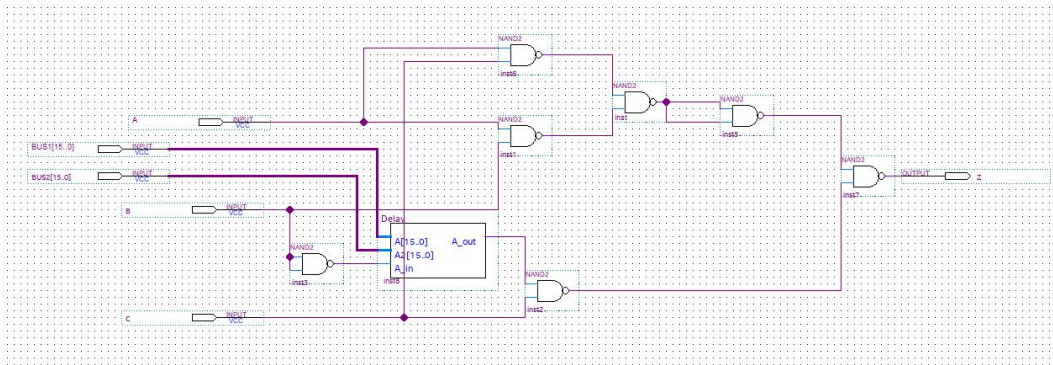 NAND2
inst6
NAND2
inst
NAND2
inst5
A
INPUT
VCC
NAND2
inst1
BUS1[15..0]
INPUT
VCC
BUS2[15..0]
INPUT
VCC
NAND2
inst7
OUTPUT
Z
B
INPUT
VCC
Delay
A[15..0]
A_out
A2[15..0]
A_in
inst8
NAND2
inst3
NAND2
inst2
C
INPUT
VCC